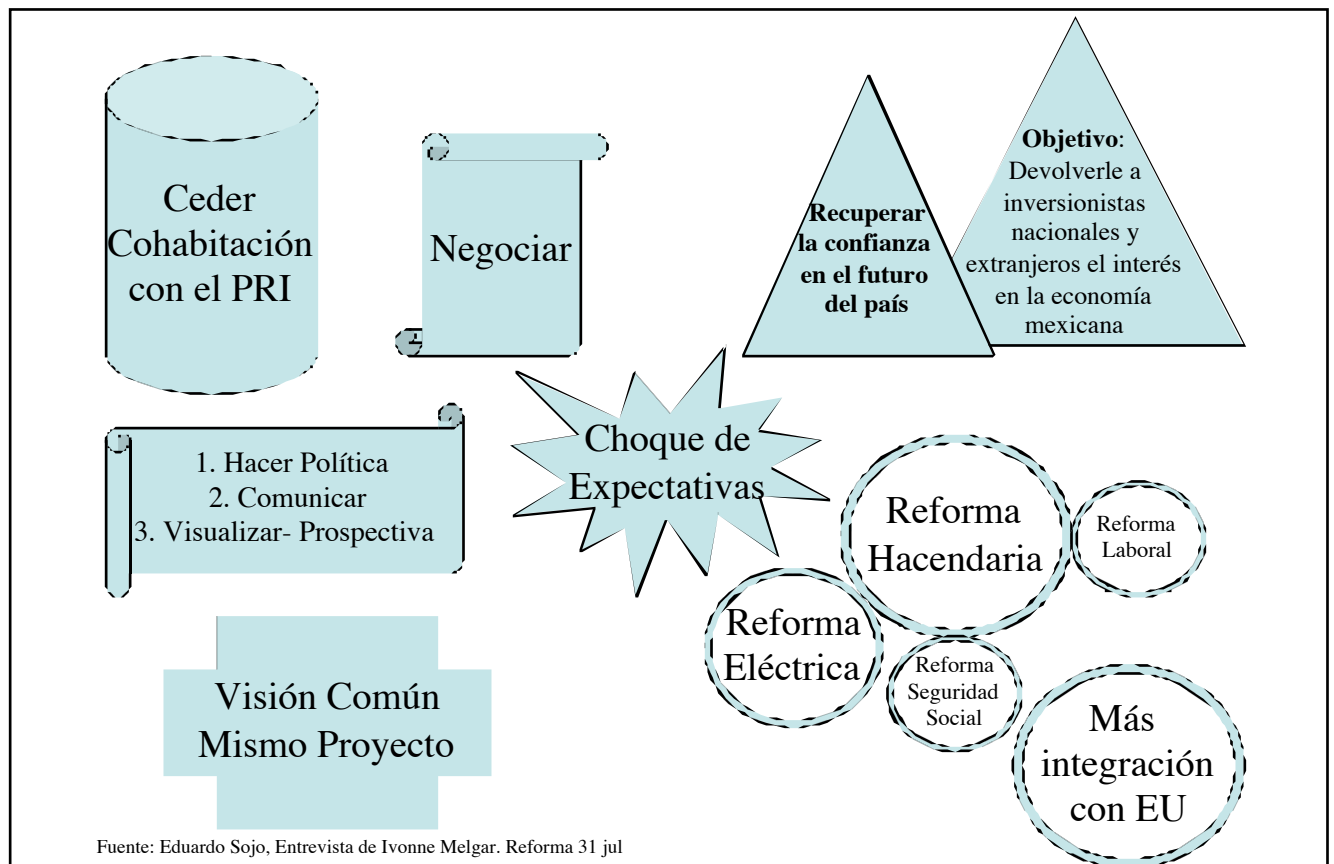 Ceder
Cohabitación
con el PRI
Negociar
Recuperar
la confianza
en el futuro
del país
Objetivo:
Devolverle a
inversionistas
nacionales y
extranjeros el interés
en la economía
mexicana
1. Hacer Política
2. Comunicar
3. Visualizar- Prospectiva
Choque de
Expectativas
Reforma
Hacendaria
Reforma
Laboral
Reforma
Eléctrica
Reforma
Seguridad
Social
Más
integración
con EU
Visión Común
Mismo Proyecto
Fuente: Eduardo Sojo, Entrevista de Ivonne Melgar. Reforma 31 jul